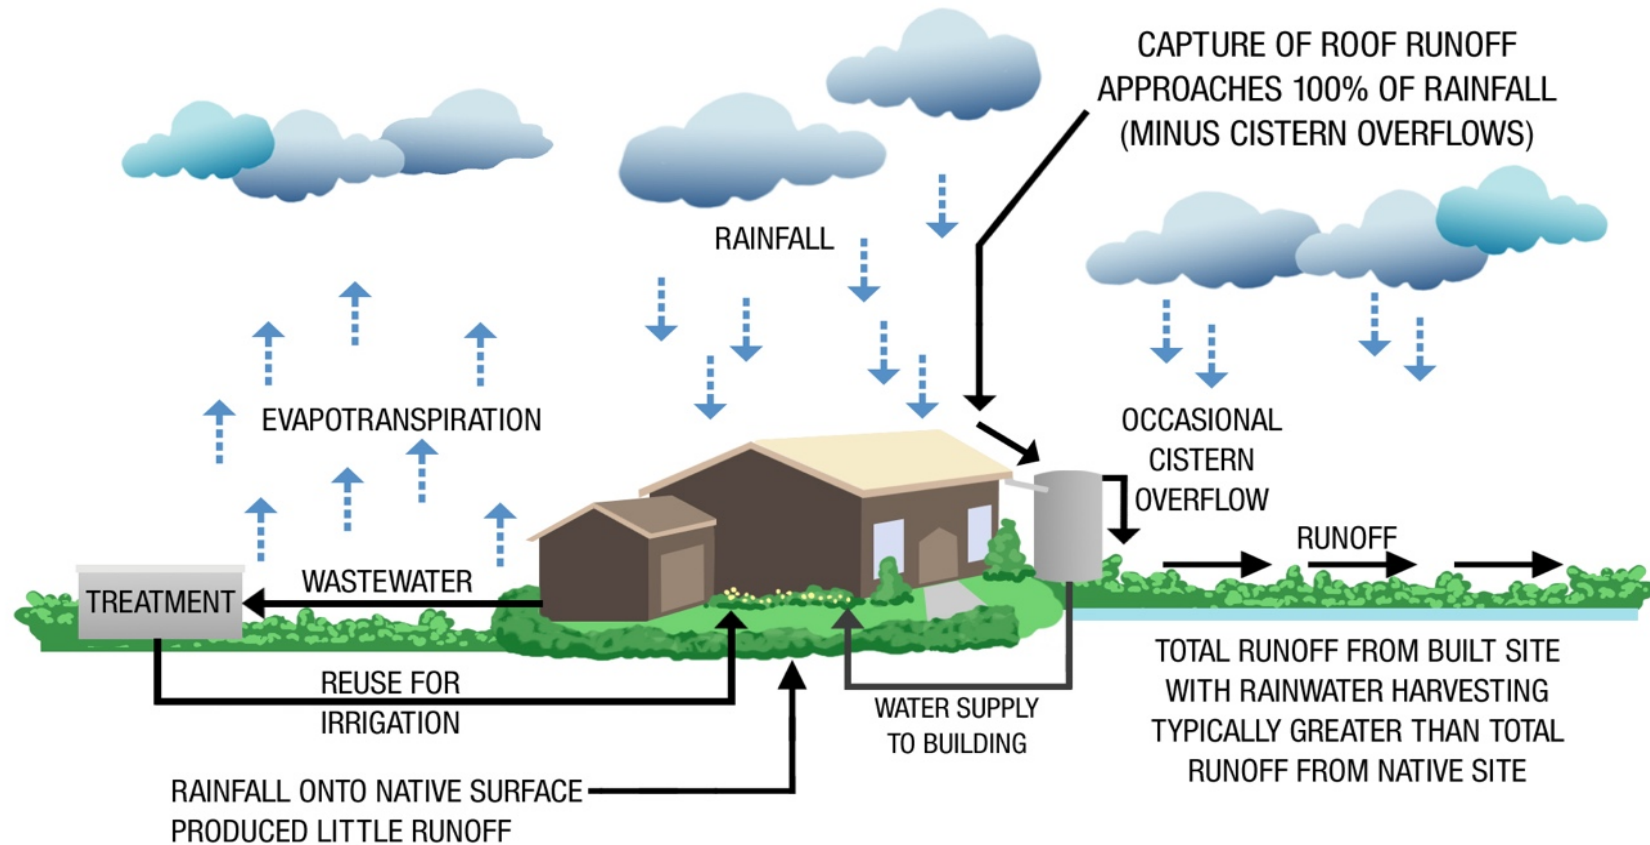 CAPTURE OF ROOF RUNOFF
APPROACHES 100% OF RAINFALL
(MINUS CISTERN OVERFLOWS)
RAINFALL
EVAPOTRANSPIRATION
OCCASIONAL
CISTERN
OVERFLOW
RUNOFF
WASTEWATER
TREATMENT
REUSE FOR
IRRIGATION
WATER SUPPLY
TO BUILDING
TOTAL RUNOFF FROM BUILT SITE
WITH RAINWATER HARVESTING
TYPICALLY GREATER THAN TOTAL
RUNOFF FROM NATIVE SITE
RAINFALL ONTO NATIVE SURFACE
PRODUCED LITTLE RUNOFF